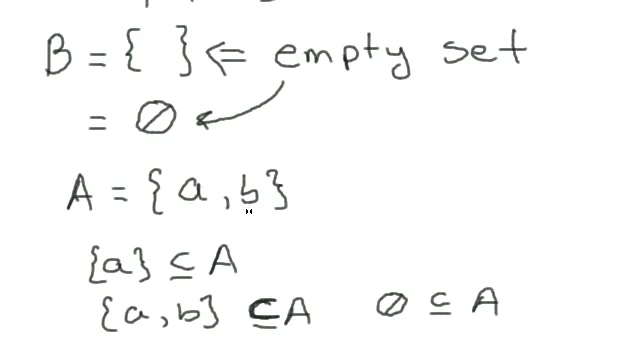 B = { } ⇐ empty set
= ∅
A = {a, b}
{a} ⊆ A
{a, b} ⊆ A ∅ ⊆ A